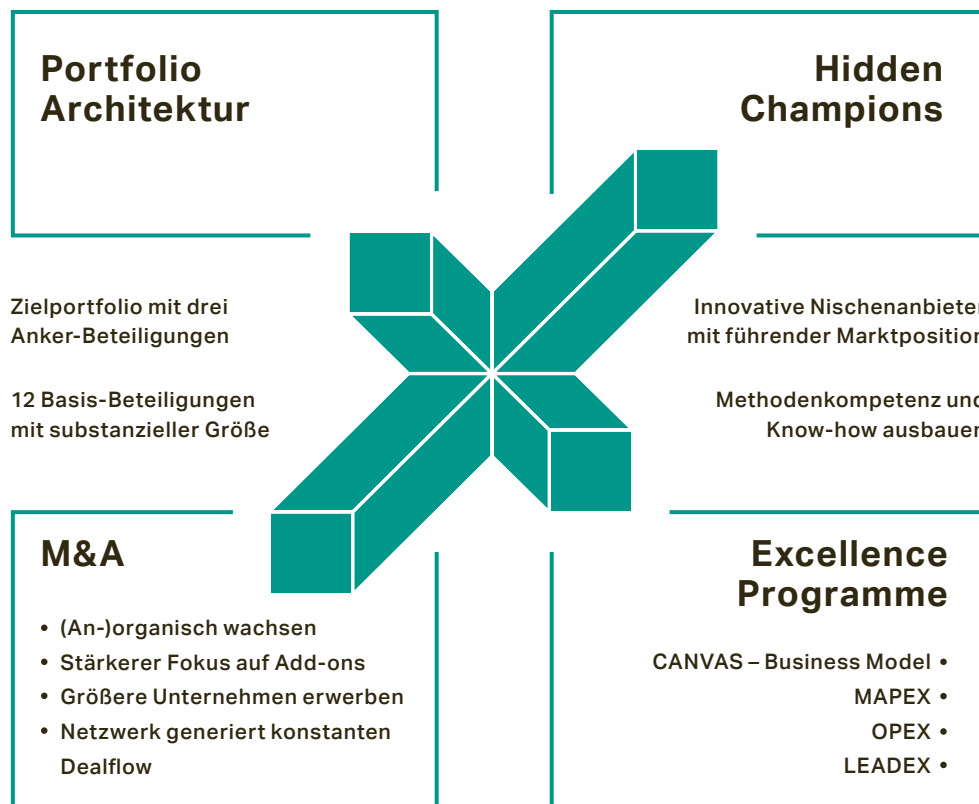 Portfolio
Architektur
Hidden
Champions
Zielportfolio mit drei
Anker-Beteiligungen
12 Basis-Beteiligungen
mit substanzieller Größe
Innovative Nischenanbieter
mit führender Marktposition
Methodenkompetenz und
Know-how ausbauen
M&A
• (An-)organisch wachsen
• Stärkerer Fokus auf Add-ons
• Größere Unternehmen erwerben
• Netzwerk generiert konstanten
Dealflow
Excellence
Programme
CANVAS – Business Model •
MAPEX •
OPEX •
LEADEX •